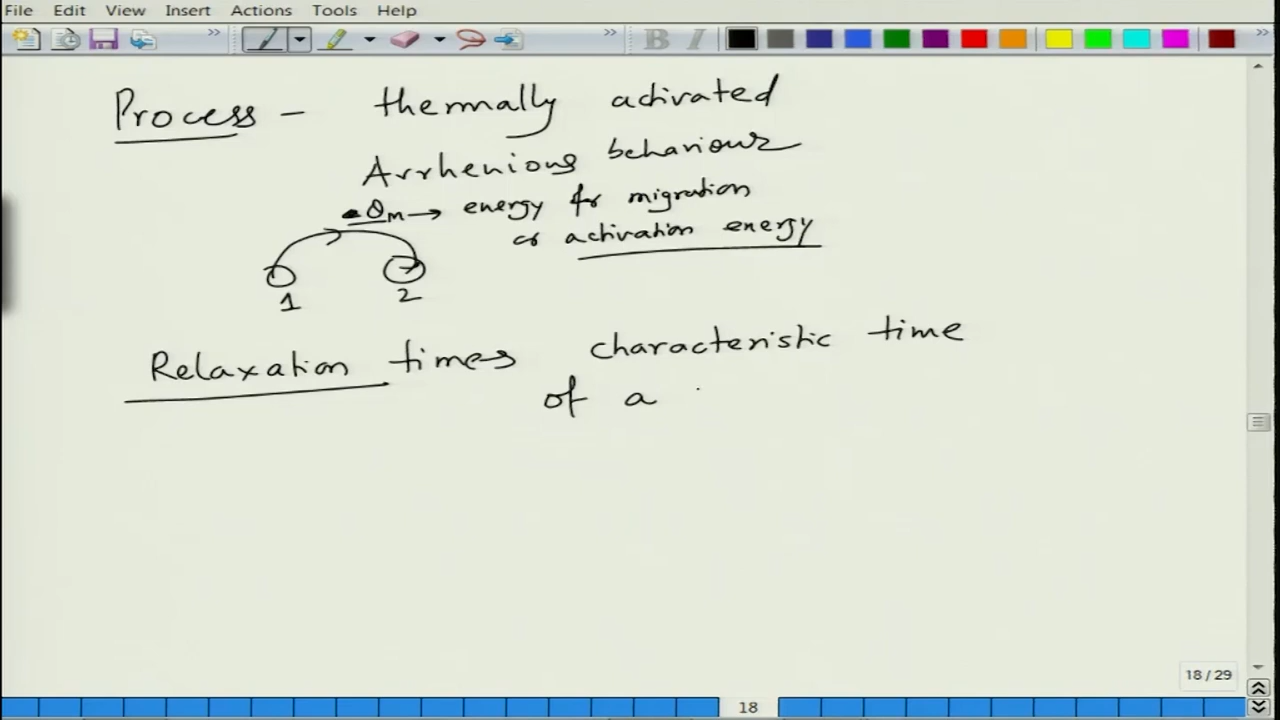 File Edit View Insert Actions Tools Help
B I
Process - thermally activated
Arrhenious behaviour
Qm → energy for migration
or activation energy
1 2
Relaxation times characteristic time
of a
18/29
18